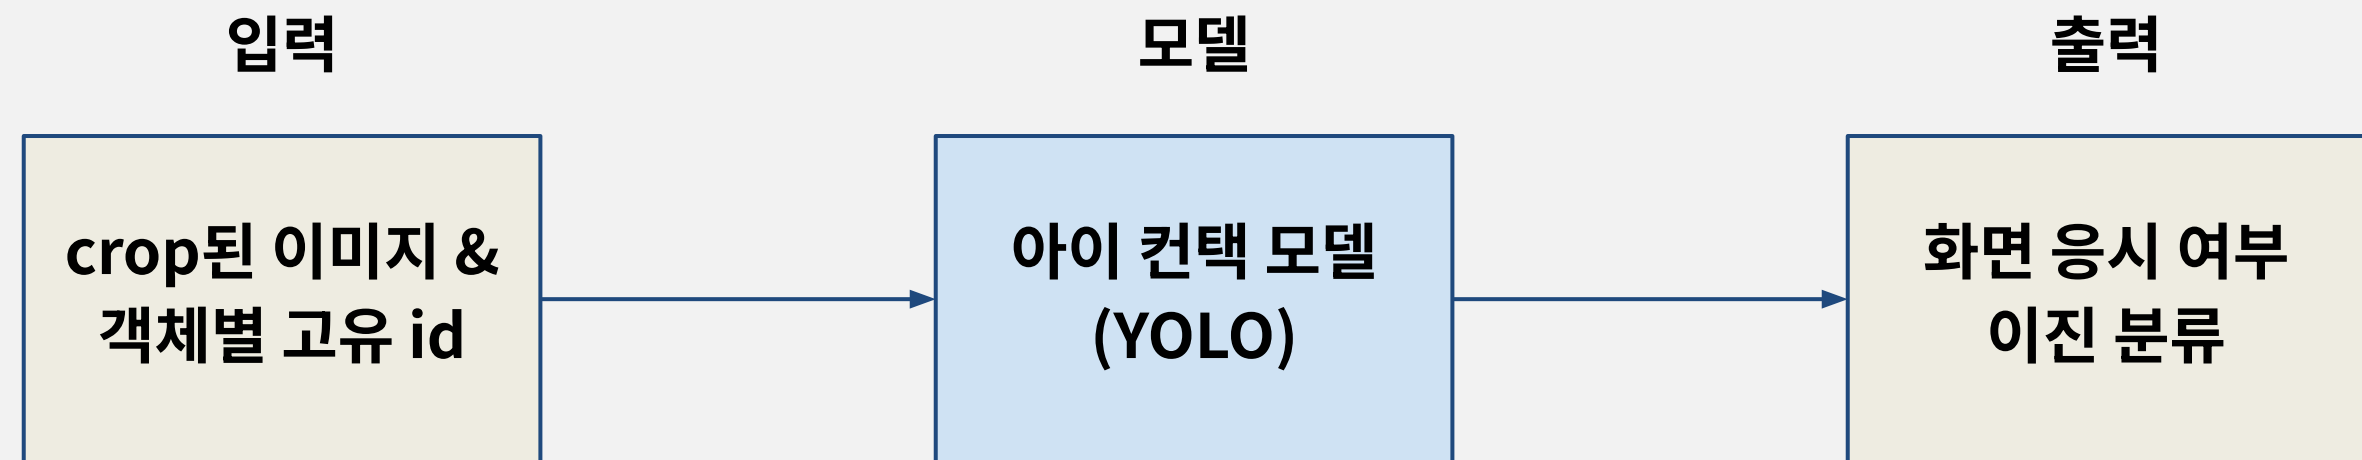 입력
모델
출력
crop된 이미지 &
객체별 고유 id
아이 컨택 모델
(YOLO)
화면 응시 여부
이진 분류